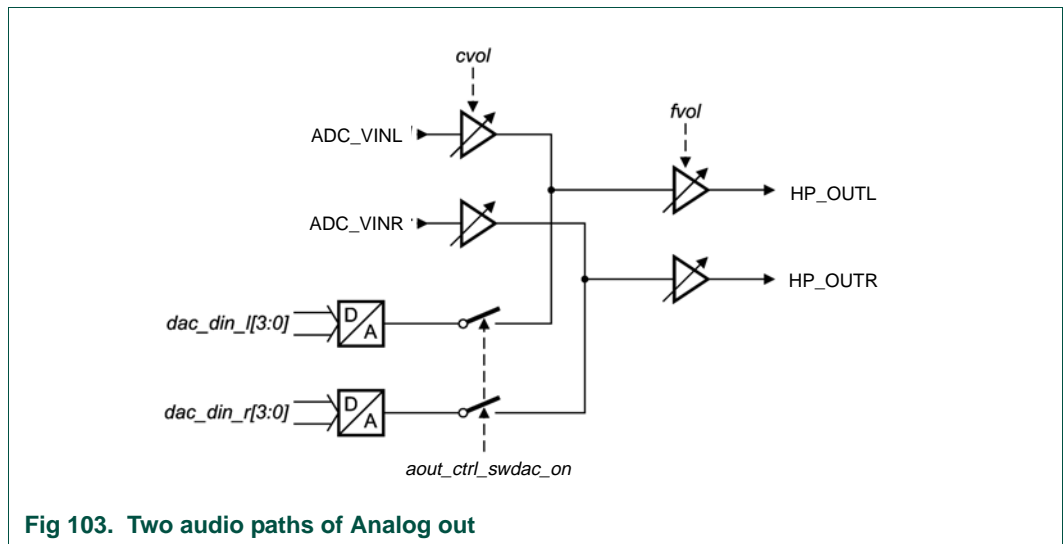 cvol
ADC_VINL
fvol
HP_OUTL
ADC_VINR
HP_OUTR
dac_din_l[3:0]
D
A
dac_din_r[3:0]
D
A
aout_ctrl_swdac_on
Fig 103. Two audio paths of Analog out